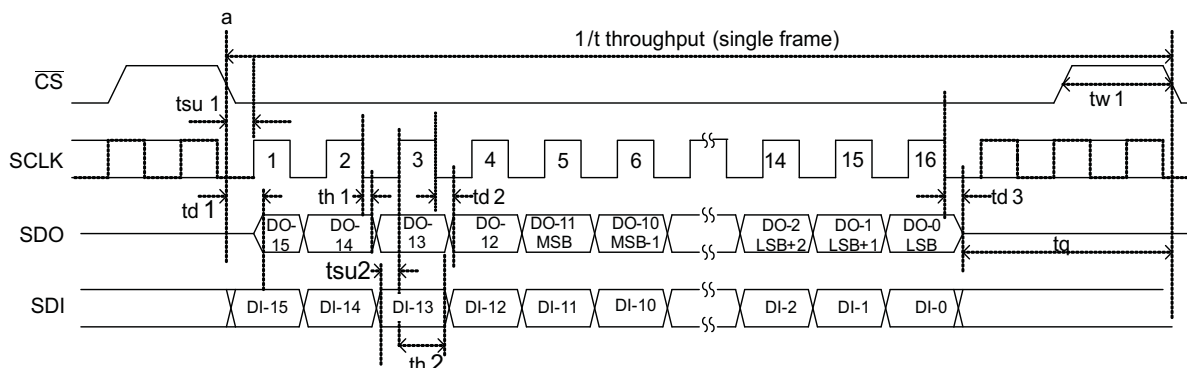 a
1/t throughput (single frame)
CS
tsu 1
tw 1
SCLK
1 2 3 4 5 6 14 15 16
td 1
th 1
td 2
td 3
SDO
DO-15
DO-14
DO-13
DO-12
DO-11 MSB
DO-10 MSB-1
DO-2 LSB+2
DO-1 LSB+1
DO-0 LSB
tq
tsu2
SDI
DI-15 DI-14 DI-13 DI-12 DI-11 DI-10 DI-2 DI-1 DI-0
th 2